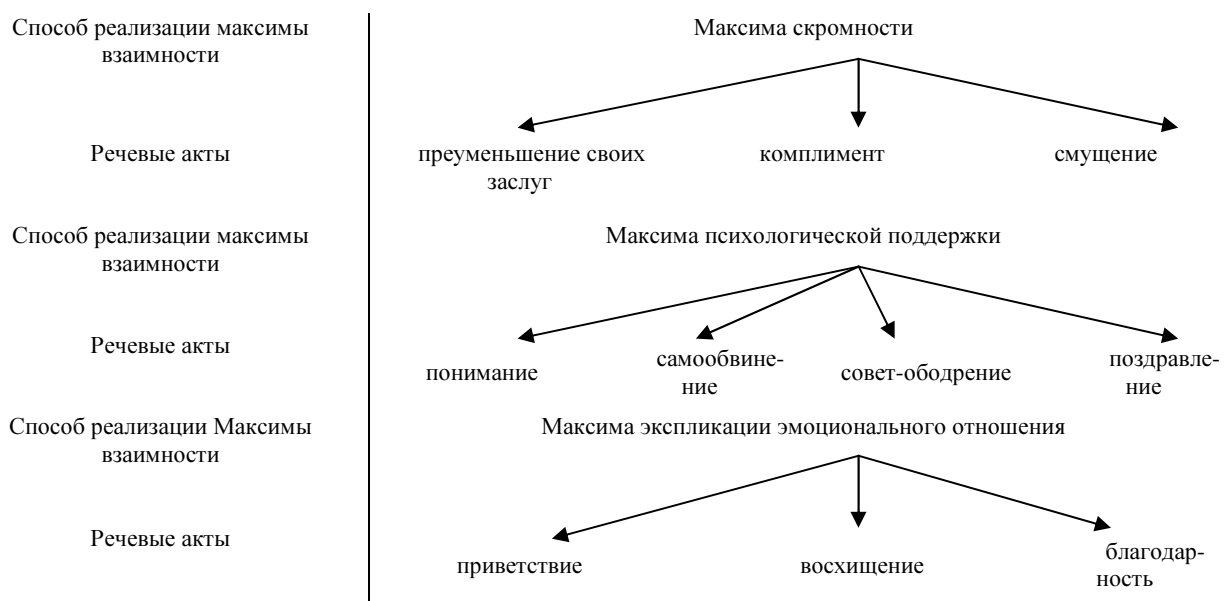 Способ реализации максимы
взаимности
Максима скромности
Речевые акты
преуменьшение своих
заслуг
комплимент
смущение
Способ реализации максимы
взаимности
Максима психологической поддержки
Речевые акты
понимание
самообвине-
ние
совет-ободрение
поздравле-
ние
Способ реализации Максимы
взаимности
Максима экспликации эмоционального отношения
Речевые акты
приветствие
восхищение
благодар-
ность